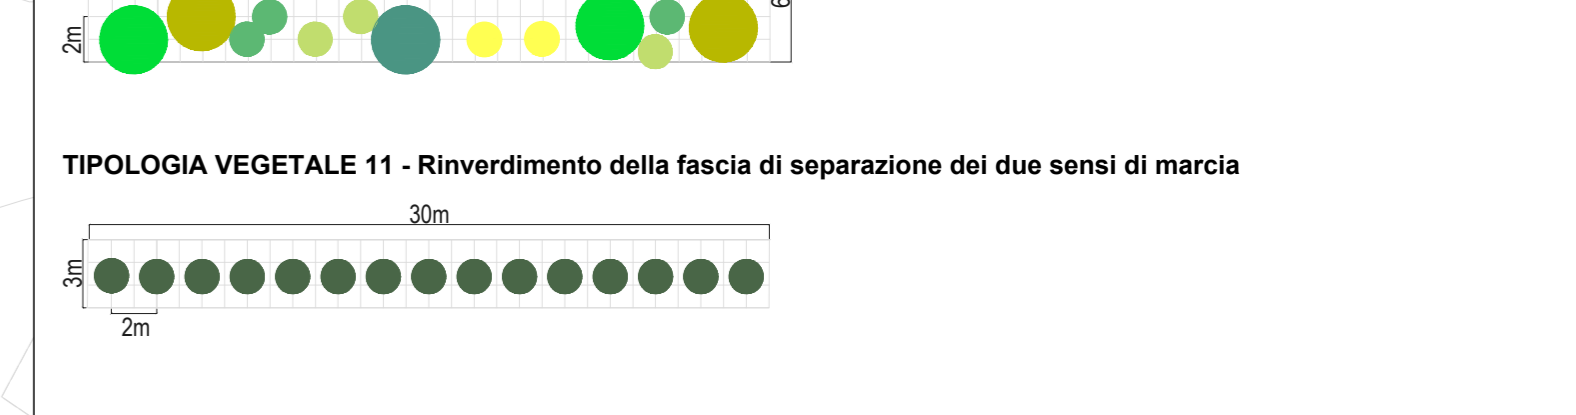 2m
TIPOLOGIA VEGETALE 11 - Rinverdimento della fascia di separazione dei due sensi di marcia
30m
3m
2m